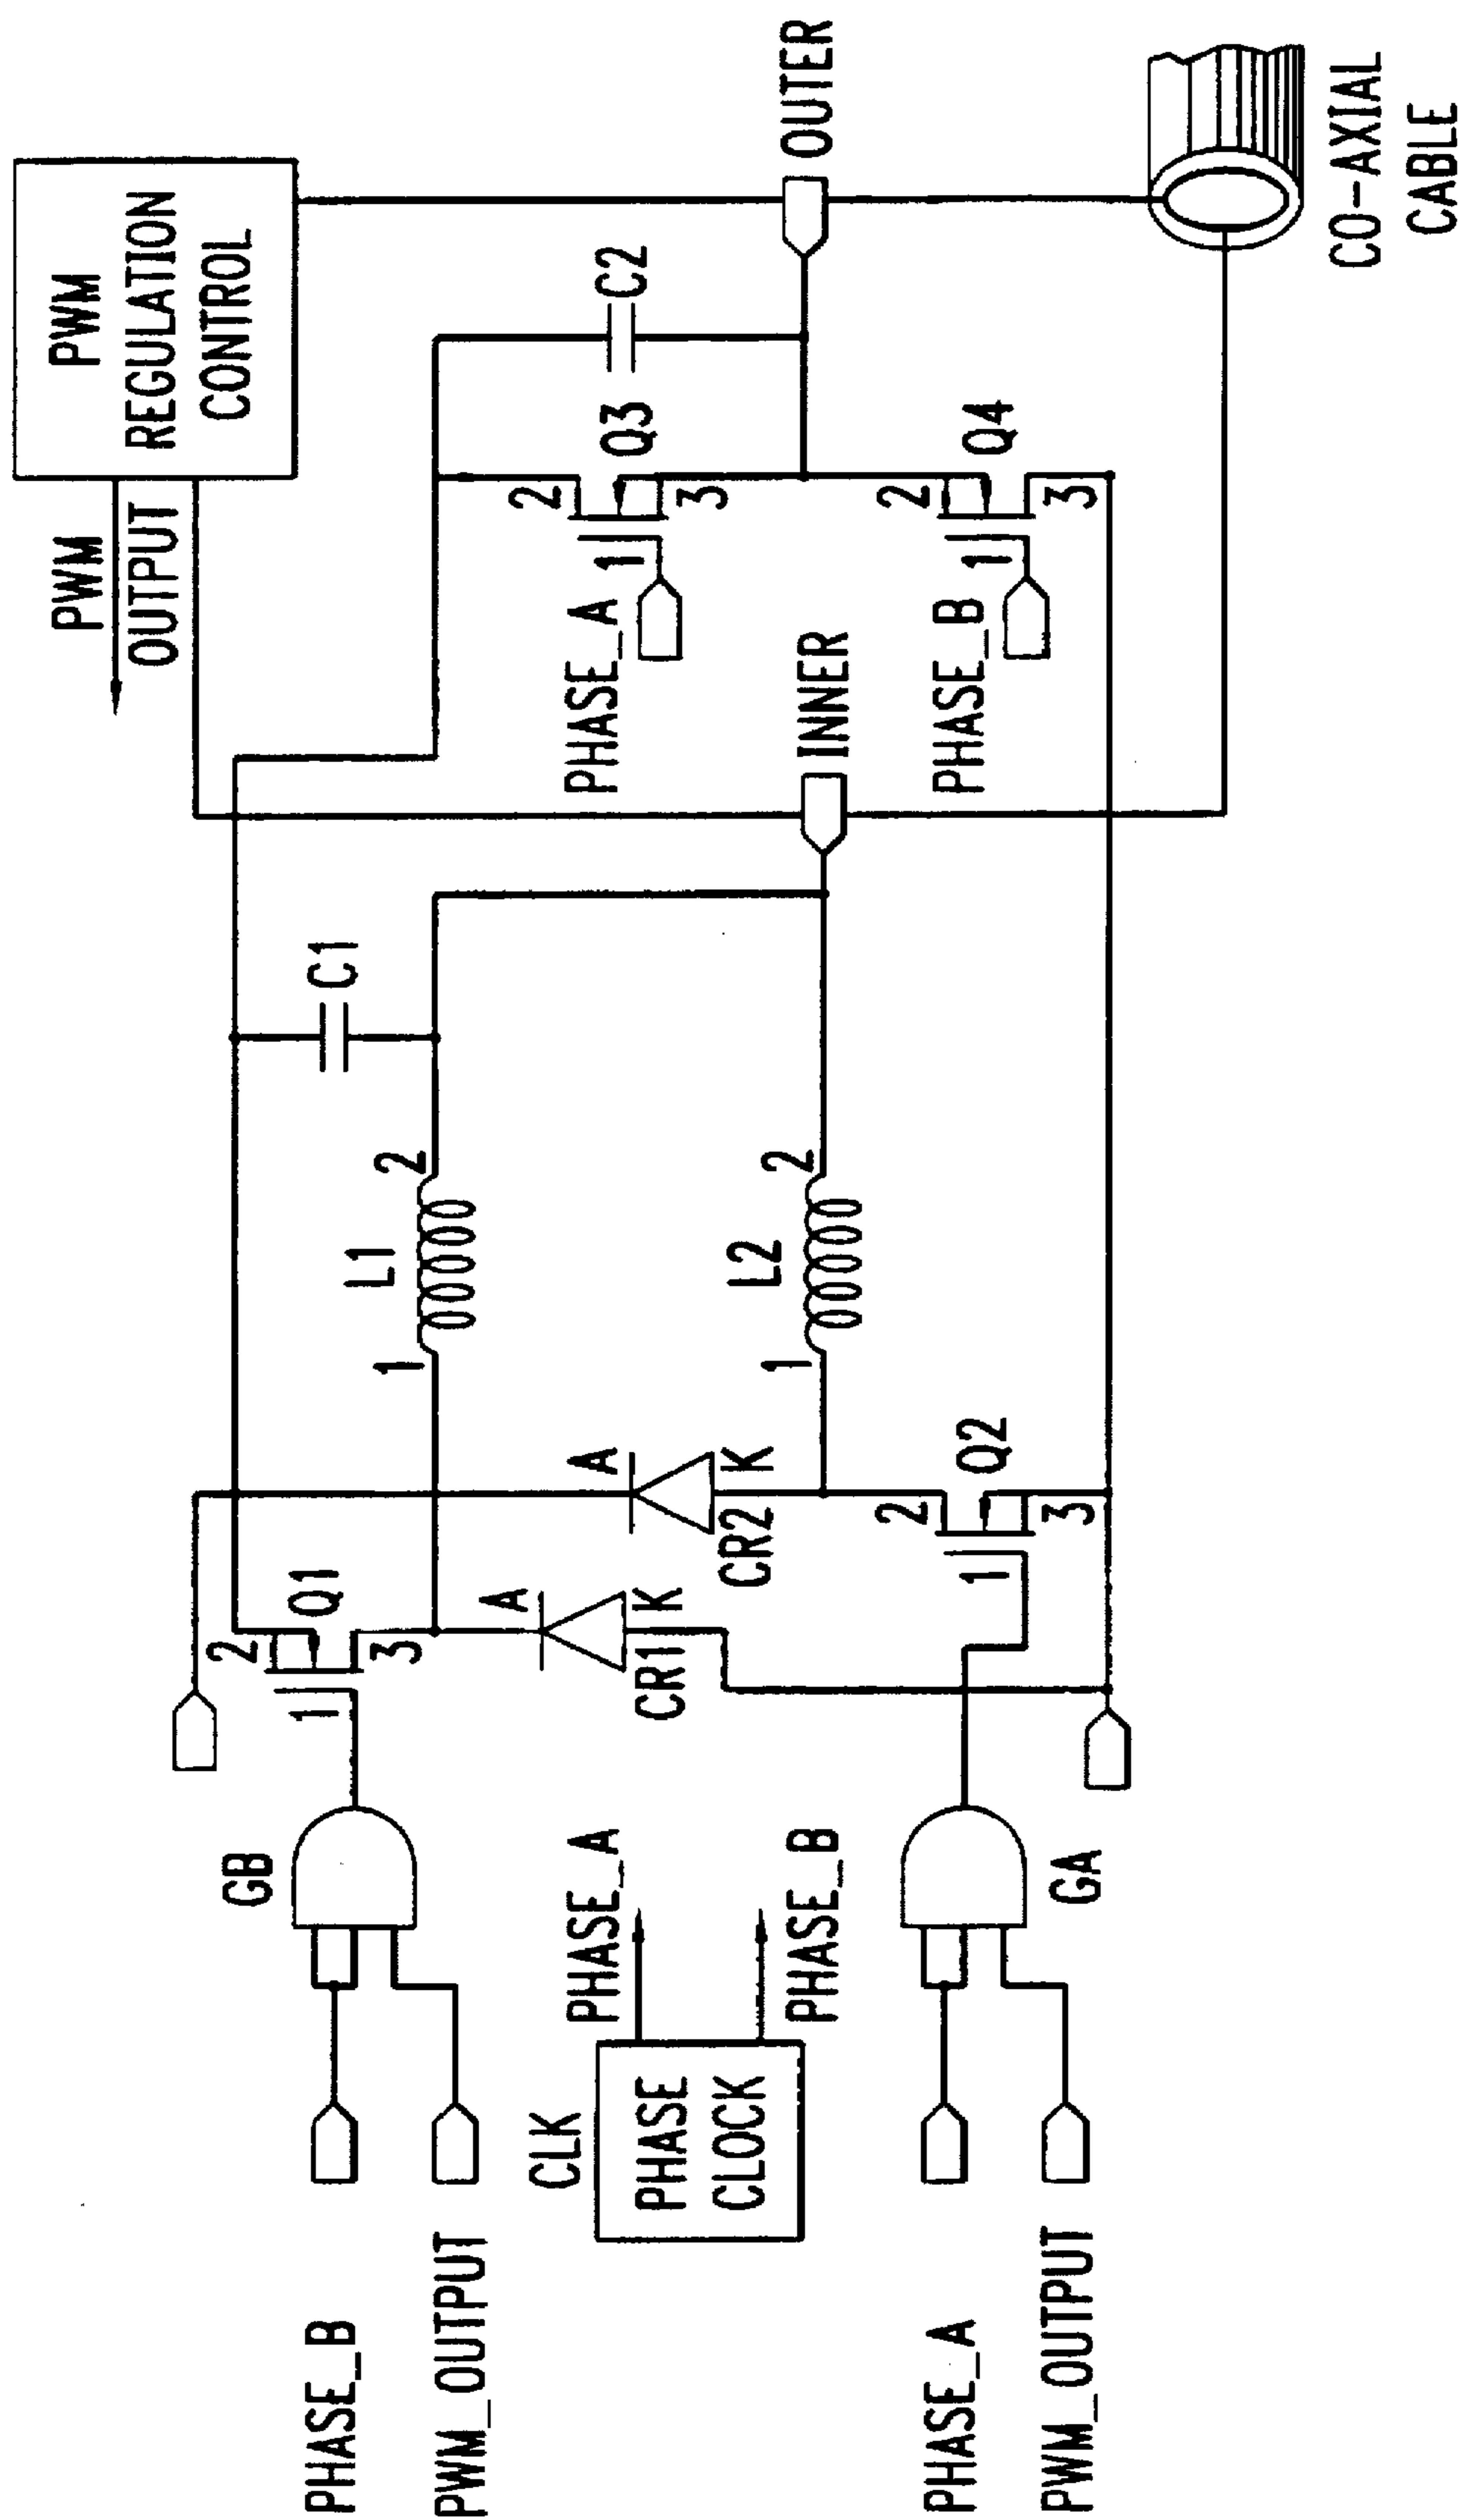 PWM
REGULATION
CONTROL
PWM
OUTPUT
OUTER
CO-AXIAL
CABLE
C2
Q3
2
3
1
PHASE_A
Q4
2
3
1
PHASE_B
INNER
C1
L1
1
2
L2
1
2
A
K
CR2
Q2
2
3
1
Q1
2
3
1
A
K
CR1
GB
PHASE_B
PWM_OUTPUT
CLK
PHASE
CLOCK
PHASE_A
PHASE_B
GA
PHASE_A
PWM_OUTPUT